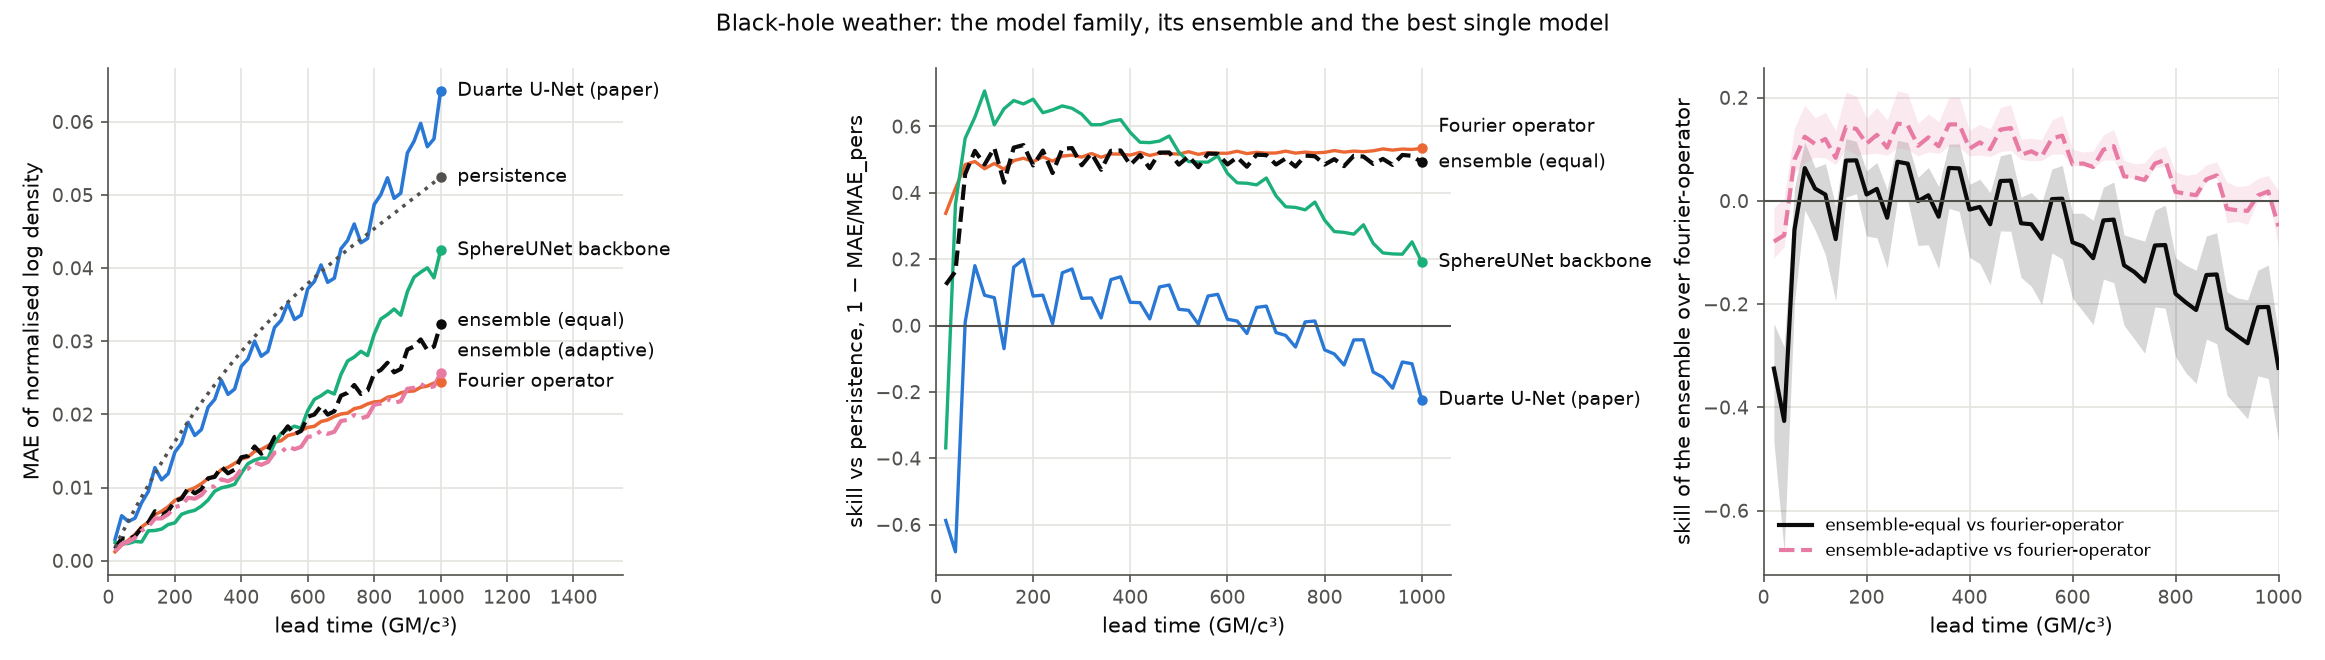 Black-hole weather: the model family, its ensemble and the best single model
MAE of normalised log density
0.06
0.05
0.04
0.03
0.02
0.01
0.00
0
200
400
600
800
1000
1200
1400
lead time (GM/c³)
Duarte U-Net (paper)
persistence
SphereUNet backbone
ensemble (equal)
ensemble (adaptive)
Fourier operator
skill vs persistence, 1 − MAE/MAE_pers
0.6
0.4
0.2
0.0
−0.2
−0.4
−0.6
0
200
400
600
800
1000
lead time (GM/c³)
Fourier operator
ensemble (equal)
SphereUNet backbone
Duarte U-Net (paper)
skill of the ensemble over fourier-operator
0.2
0.0
−0.2
−0.4
−0.6
0
200
400
600
800
1000
lead time (GM/c³)
ensemble-equal vs fourier-operator
ensemble-adaptive vs fourier-operator